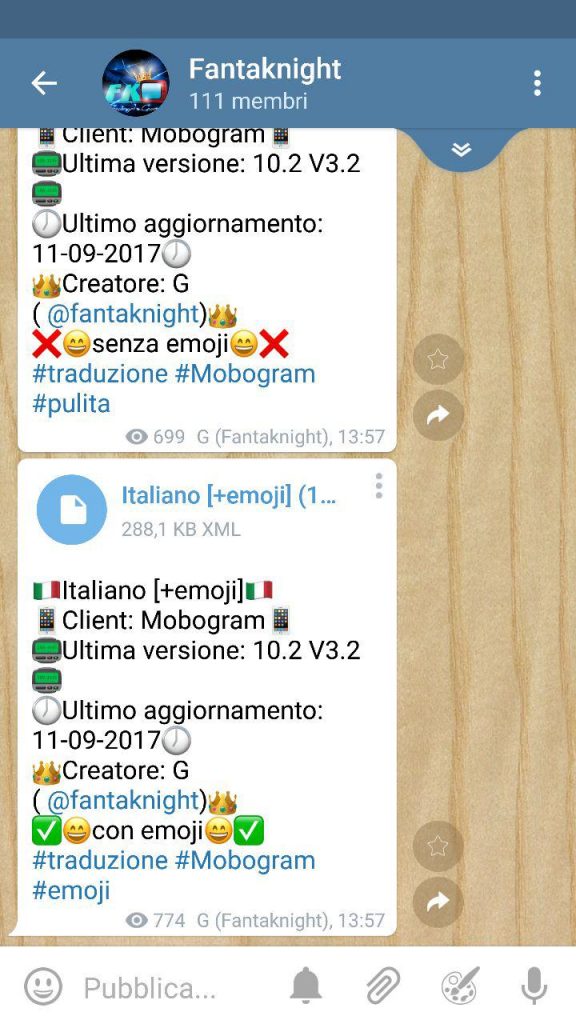 Fantaknight
111 membri
📱Client: Mobogram📱
📟Ultima versione: 10.2 V3.2
📟
🕖Ultimo aggiornamento:
11-09-2017🕖
👑Creatore: G
( @fantaknight)👑
❌😄senza emoji😄❌
#traduzione #Mobogram
#pulita
699 G (Fantaknight), 13:57
Italiano [+emoji] (1...
288,1 KB XML
🇮🇹Italiano [+emoji]🇮🇹
📱Client: Mobogram📱
📟Ultima versione: 10.2 V3.2
📟
🕖Ultimo aggiornamento:
11-09-2017🕖
👑Creatore: G
( @fantaknight)👑
✅😄con emoji😄✅
#traduzione #Mobogram
#emoji
774 G (Fantaknight), 13:57
Pubblica...